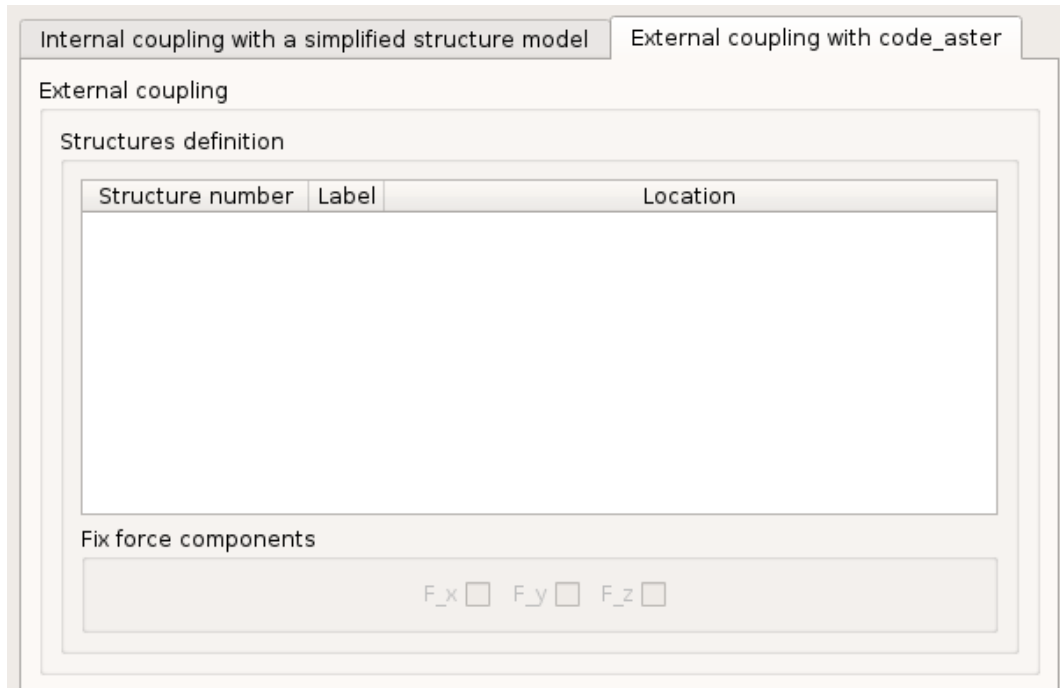 Internal coupling with a simplified structure model External coupling with code_aster
External coupling
Structures definition
Structure number Label Location
Fix force components
F_x F_y F_z